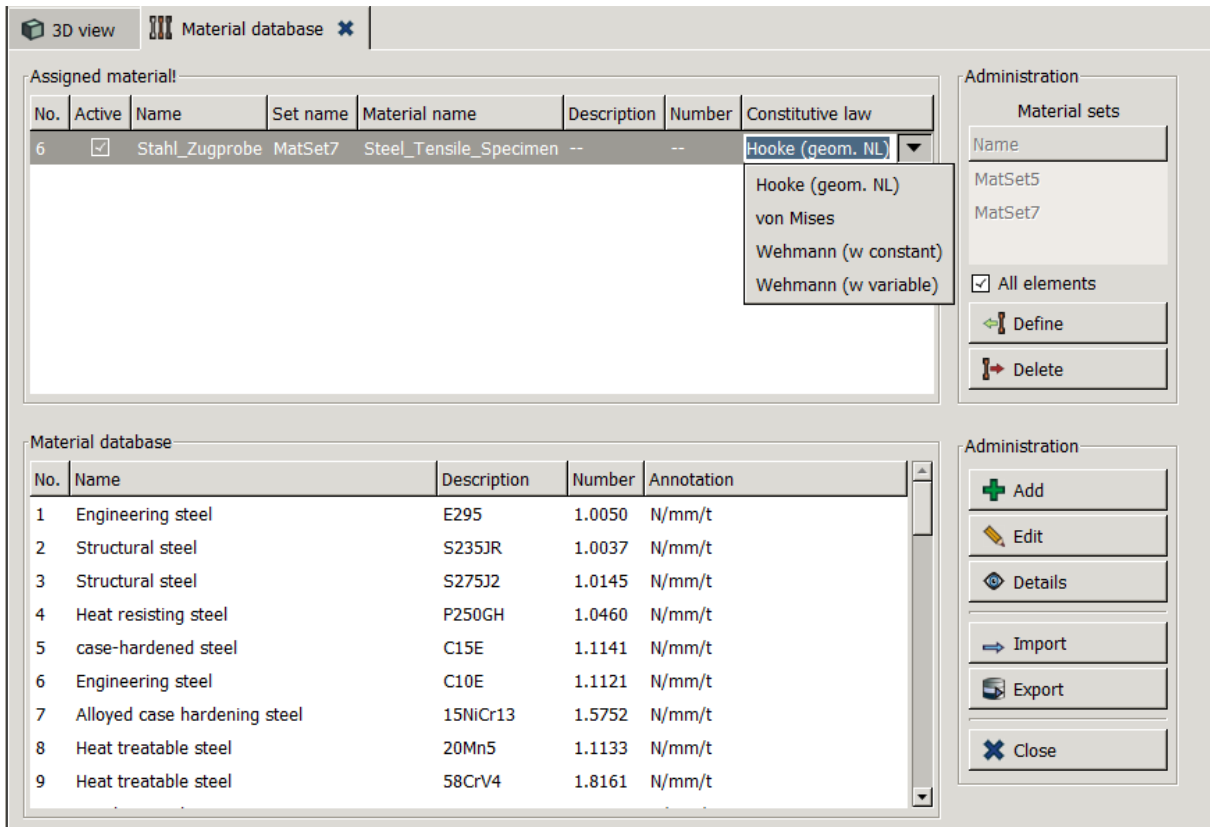 3D view Material database
Assigned material!
No. Active Name Set name Material name Description Number Constitutive law
6 Stahl_Zugprobe MatSet7 Steel_Tensile_Specimen -- -- Hooke (geom. NL)
Hooke (geom. NL)
von Mises
Wehmann (w constant)
Wehmann (w variable)
Administration
Material sets
Name
MatSet5
MatSet7
All elements
Define
Delete
Material database
No. Name Description Number Annotation
1 Engineering steel E295 1.0050 N/mm/t
2 Structural steel S235JR 1.0037 N/mm/t
3 Structural steel S275J2 1.0145 N/mm/t
4 Heat resisting steel P250GH 1.0460 N/mm/t
5 case-hardened steel C15E 1.1141 N/mm/t
6 Engineering steel C10E 1.1121 N/mm/t
7 Alloyed case hardening steel 15NiCr13 1.5752 N/mm/t
8 Heat treatable steel 20Mn5 1.1133 N/mm/t
9 Heat treatable steel 58CrV4 1.8161 N/mm/t
Administration
Add
Edit
Details
Import
Export
Close